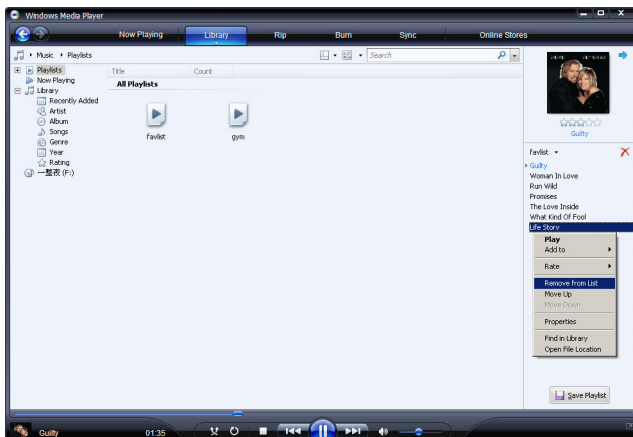 Windows Media Player
Now Playing Library Rip Burn Sync Online Stores
Music Playlists Search
Playlists
Now Playing
Library
Recently Added
Artist
Album
Songs
Genre
Year
Rating
一整夜 (F:)
Title Count
All Playlists
favlist gym
Guilty
favlist
Guilty
Woman In Love
Run Wild
Promises
The Love Inside
What Kind Of Fool
Life Story
Play
Add to
Rate
Remove from List
Move Up
Move Down
Properties
Find in Library
Open File Location
Save Playlist
Guilty 01:35